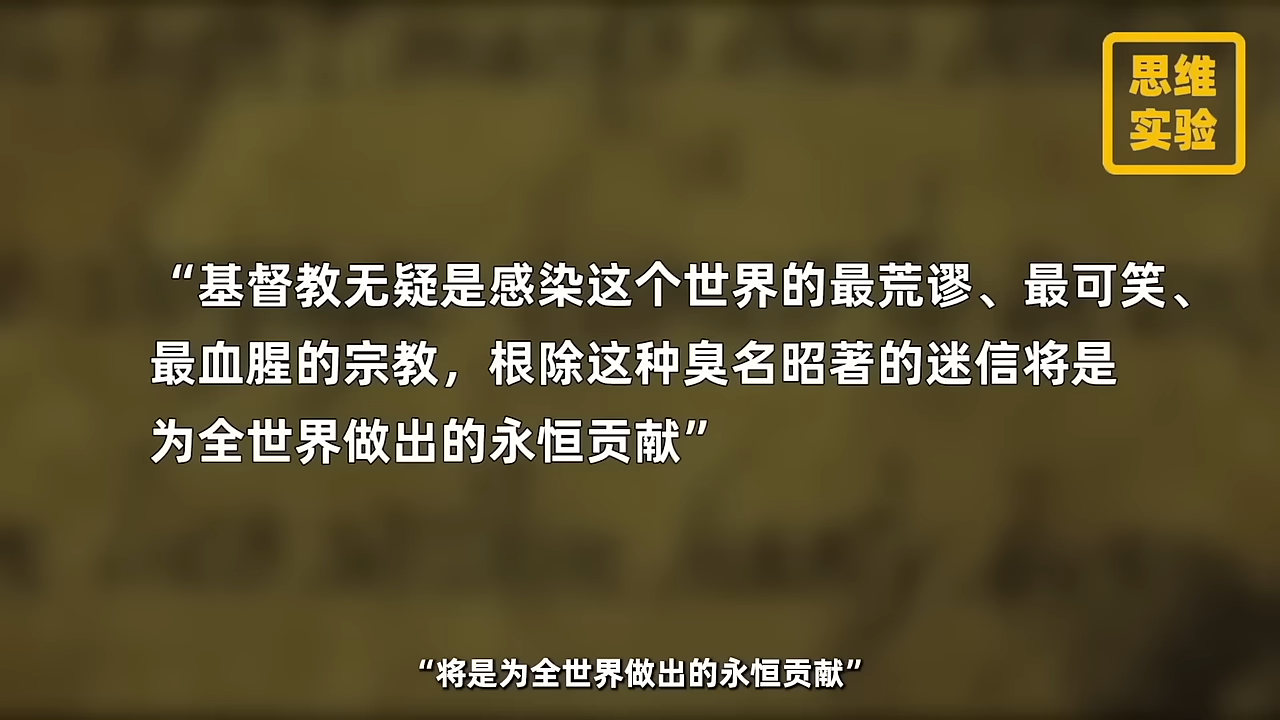 思维
实验
“基督教无疑是感染这个世界的最荒谬、最可笑、
最血腥的宗教，根除这种臭名昭著的迷信将是
为全世界做出的永恒贡献”
“将是为全世界做出的永恒贡献”